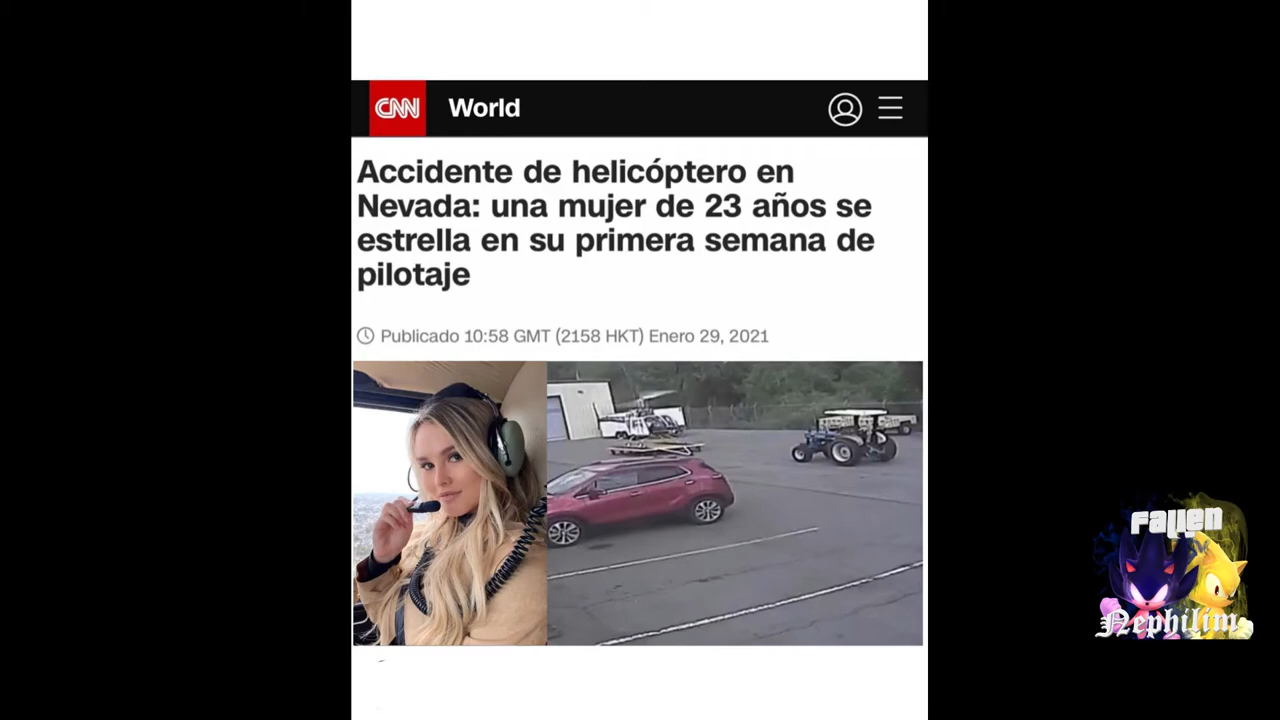 CNN World
Accidente de helicóptero en
Nevada: una mujer de 23 años se
estrella en su primera semana de
pilotaje
Publicado 10:58 GMT (2158 HKT) Enero 29, 2021
Fallen
Nephilim